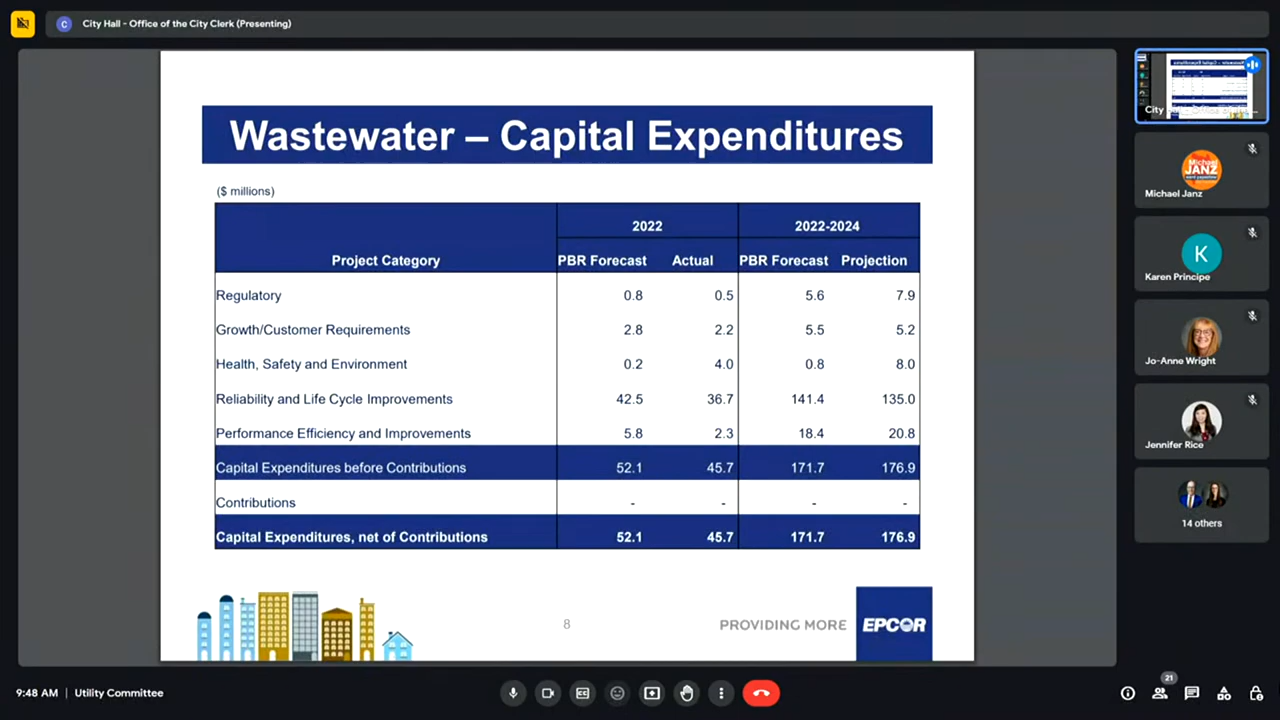 C City Hall - Office of the City Clerk (Presenting)
Wastewater – Capital Expenditures
($ millions)
2022 2022-2024
Project Category PBR Forecast Actual PBR Forecast Projection
Regulatory 0.8 0.5 5.6 7.9
Growth/Customer Requirements 2.8 2.2 5.5 5.2
Health, Safety and Environment 0.2 4.0 0.8 8.0
Reliability and Life Cycle Improvements 42.5 36.7 141.4 135.0
Performance Efficiency and Improvements 5.8 2.3 18.4 20.8
Capital Expenditures before Contributions 52.1 45.7 171.7 176.9
Contributions - - - -
Capital Expenditures, net of Contributions 52.1 45.7 171.7 176.9
8
PROVIDING MORE EPCOR
City
Michael
JANZ
Michael Janz
K
Karen Principe
Jo-Anne Wright
Jennifer Rice
14 others
9:48 AM | Utility Committee
21